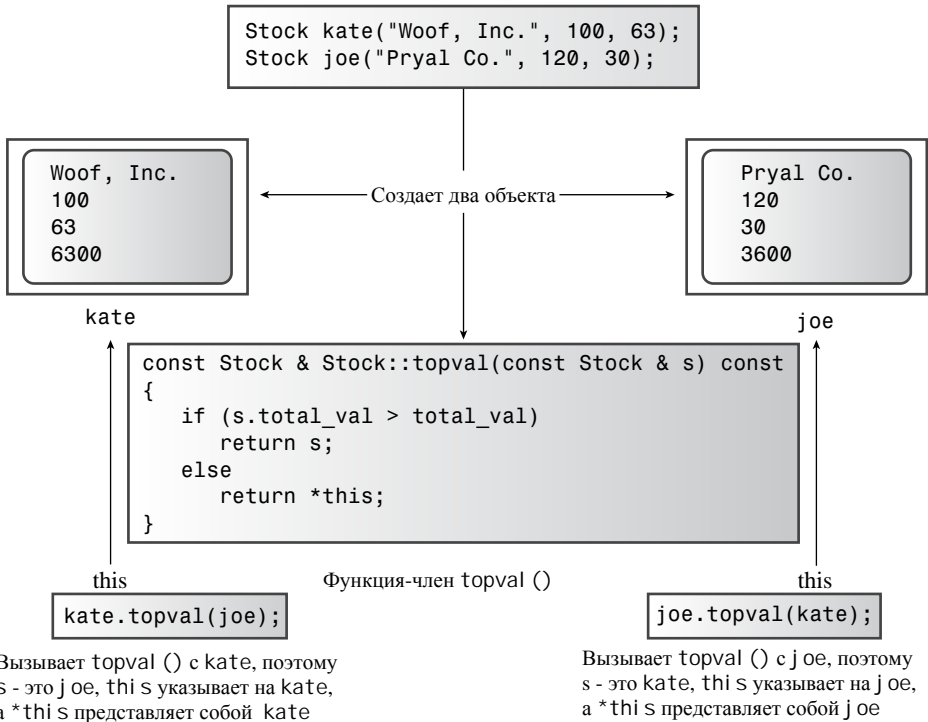 Stock kate("Woof, Inc.", 100, 63);
Stock joe("Pryal Co.", 120, 30);
Woof, Inc.
100
63
6300
kate
Создает два объекта
Pryal Co.
120
30
3600
joe
const Stock & Stock::topval(const Stock & s) const
{
if (s.total_val > total_val)
return s;
else
return *this;
}
Функция-член topval ()
this
kate.topval(joe);
Вызывает topval () с kate, поэтому
s - это joe, this указывает на kate,
а *this представляет собой kate
this
joe.topval(kate);
Вызывает topval () с joe, поэтому
s - это kate, this указывает на joe,
а *this представляет собой joe